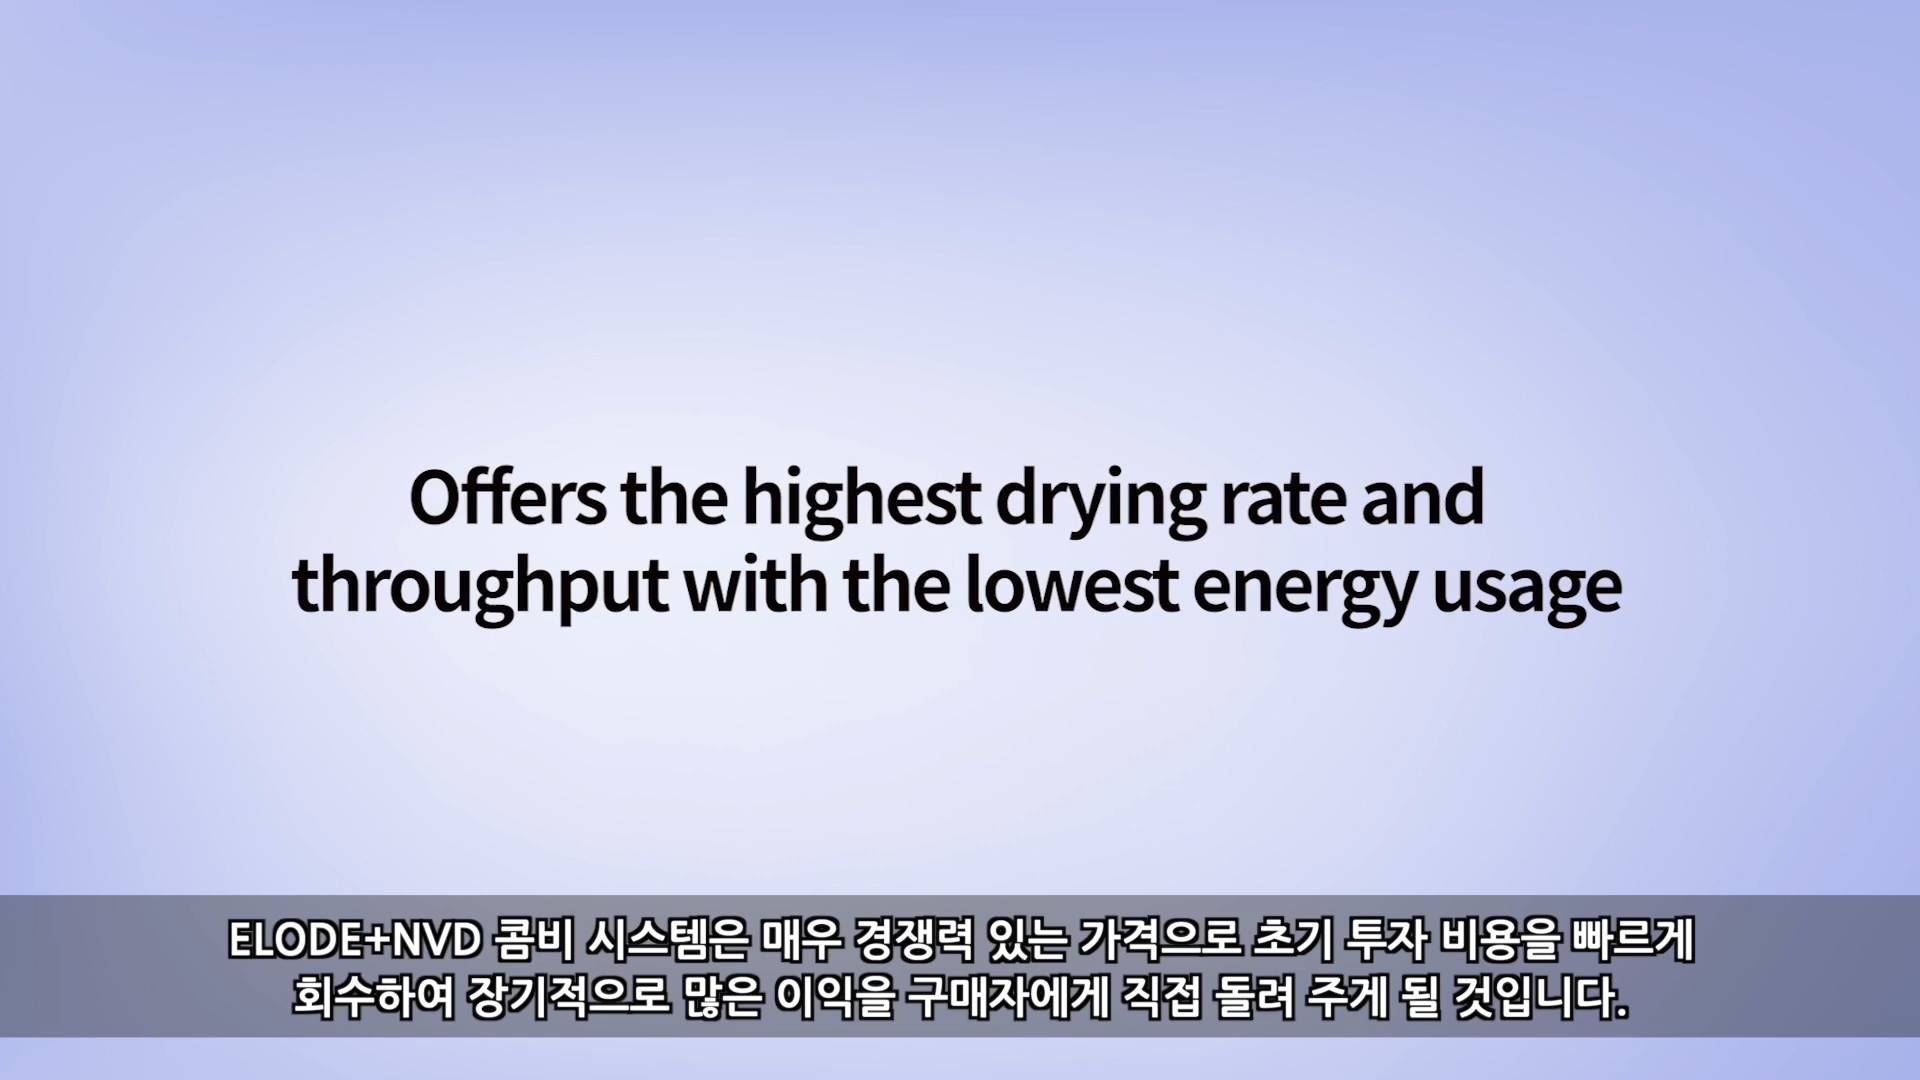 Offers the highest drying rate and
throughput with the lowest energy usage
ELODE+NVD 콤비 시스템은 매우 경쟁력 있는 가격으로 초기 투자 비용을 빠르게
회수하여 장기적으로 많은 이익을 구매자에게 직접 돌려 주게 될 것입니다.